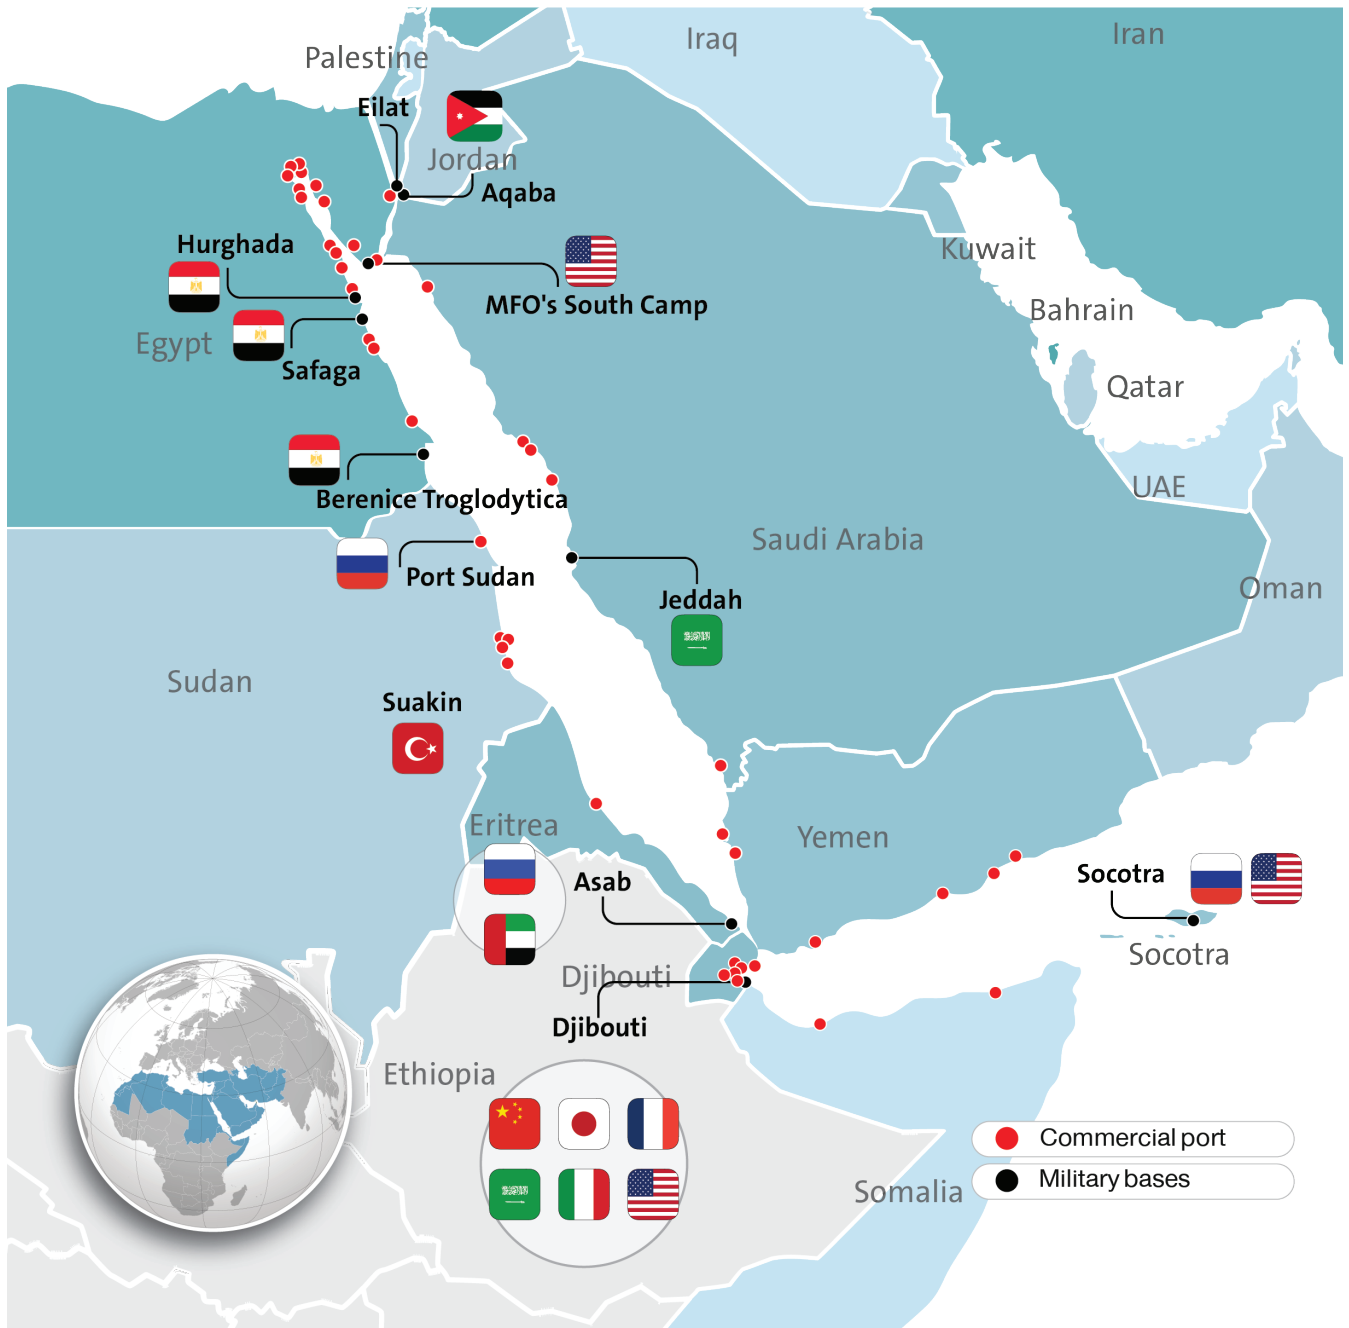 Iran
Iraq
Palestine
Eilat
Jordan
Aqaba
Hurghada
Kuwait
MFO's South Camp
Bahrain
Egypt
Safaga
Qatar
UAE
Berenice Troglodytica
Saudi Arabia
Port Sudan
Oman
Jeddah
Sudan
Suakin
Eritrea
Yemen
Asab
Socotra
Socotra
Djibouti
Djibouti
Ethiopia
Commercial port
Military bases
Somalia